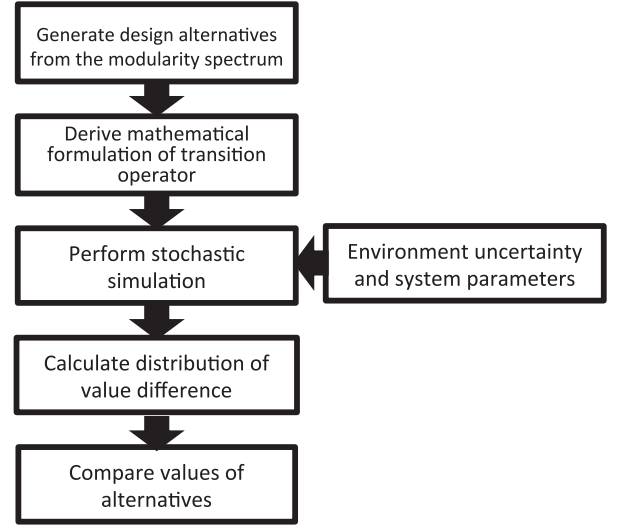 Generate design alternatives
from the modularity spectrum
Derive mathematical
formulation of transition
operator
Perform stochastic
simulation
Environment uncertainty
and system parameters
Calculate distribution of
value difference
Compare values of
alternatives